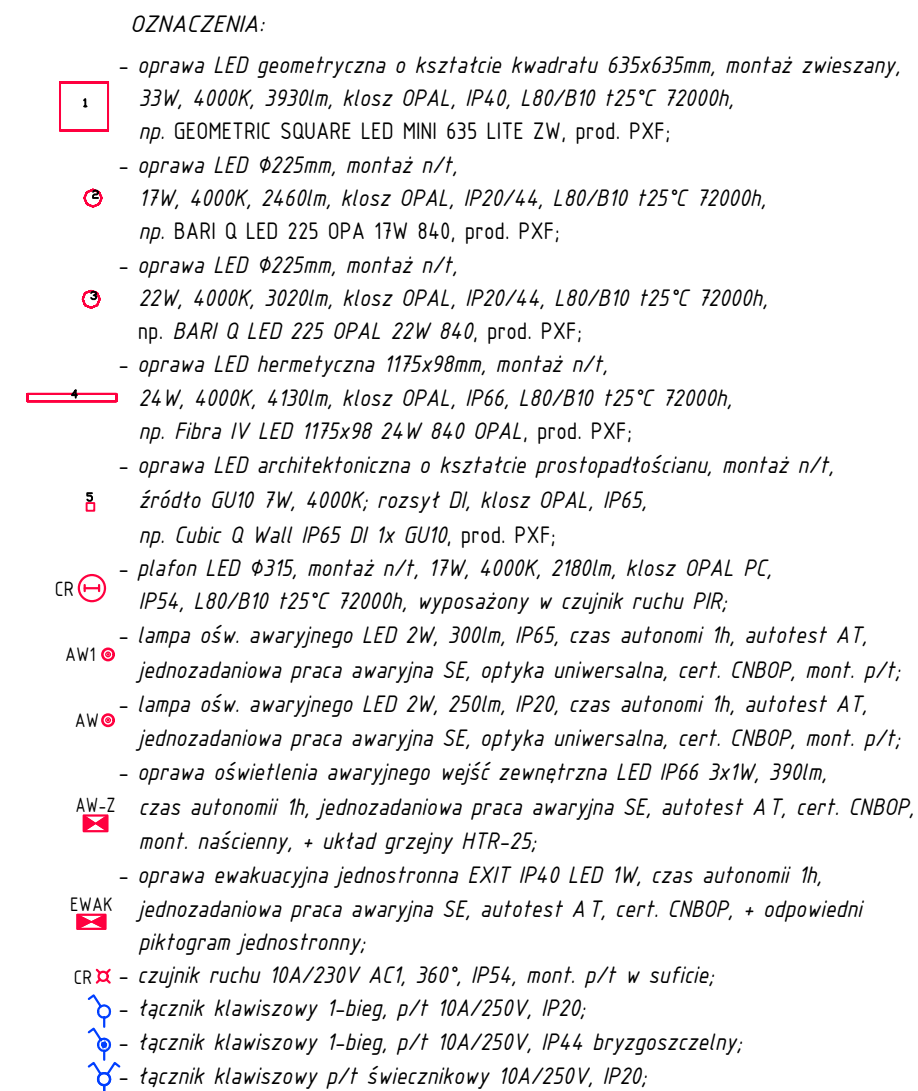 OZNACZENIA:
- oprawa LED geometryczna o kształcie kwadratu 635x635mm, montaż zwieszany,
1 33W, 4000K, 3930lm, klosz OPAL, IP40, L80/B10 t25°C 72000h,
np. GEOMETRIC SQUARE LED MINI 635 LITE ZW, prod. PXF;
- oprawa LED Φ225mm, montaż n/t,
2 17W, 4000K, 2460lm, klosz OPAL, IP20/44, L80/B10 t25°C 72000h,
np. BARI Q LED 225 OPA 17W 840, prod. PXF;
- oprawa LED Φ225mm, montaż n/t,
3 22W, 4000K, 3020lm, klosz OPAL, IP20/44, L80/B10 t25°C 72000h,
np. BARI Q LED 225 OPAL 22W 840, prod. PXF;
- oprawa LED hermetyczna 1175x98mm, montaż n/t,
4 24W, 4000K, 4130lm, klosz OPAL, IP66, L80/B10 t25°C 72000h,
np. Fibra IV LED 1175x98 24W 840 OPAL, prod. PXF;
- oprawa LED architektoniczna o kształcie prostopadłościanu, montaż n/t,
5 źródło GU10 7W, 4000K; rozsył DI, klosz OPAL, IP65,
np. Cubic Q Wall IP65 DI 1x GU10, prod. PXF;
- plafon LED Φ315, montaż n/t, 17W, 4000K, 2180lm, klosz OPAL PC,
CR IP54, L80/B10 t25°C 72000h, wyposażony w czujnik ruchu PIR;
- lampa ośw. awaryjnego LED 2W, 300lm, IP65, czas autonomi 1h, autotest AT,
AW1 jednozadaniowa praca awaryjna SE, optyka uniwersalna, cert. CNBOP, mont. p/t;
- lampa ośw. awaryjnego LED 2W, 250lm, IP20, czas autonomi 1h, autotest AT,
AW jednozadaniowa praca awaryjna SE, optyka uniwersalna, cert. CNBOP, mont. p/t;
- oprawa oświetlenia awaryjnego wejść zewnętrzna LED IP66 3x1W, 390lm,
AW-Z czas autonomii 1h, jednozadaniowa praca awaryjna SE, autotest AT, cert. CNBOP,
mont. naścienny, + układ grzejny HTR-25;
- oprawa ewakuacyjna jednostronna EXIT IP40 LED 1W, czas autonomii 1h,
EWAK jednozadaniowa praca awaryjna SE, autotest AT, cert. CNBOP, + odpowiedni
piktogram jednostronny;
CR - czujnik ruchu 10A/230V AC1, 360°, IP54, mont. p/t w suficie;
- łącznik klawiszowy 1-bieg, p/t 10A/250V, IP20;
- łącznik klawiszowy 1-bieg, p/t 10A/250V, IP44 bryzgoszczelny;
- łącznik klawiszowy p/t świecznikowy 10A/250V, IP20;